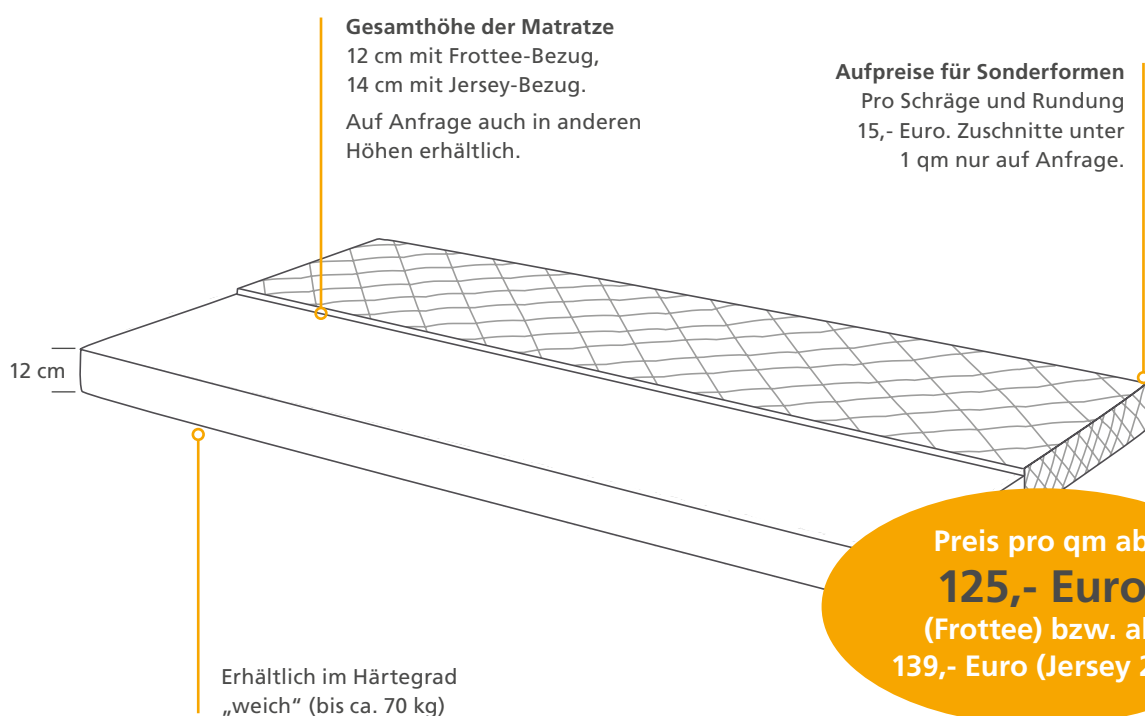 Gesamthöhe der Matratze
12 cm mit Frottee-Bezug,
14 cm mit Jersey-Bezug.
Auf Anfrage auch in anderen
Höhen erhältlich.
Aufpreise für Sonderformen
Pro Schräge und Rundung
15,- Euro. Zuschnitte unter
1 qm nur auf Anfrage.
12 cm
Preis pro qm ab
125,- Euro
(Frottee) bzw.
139,- Euro (Jersey
Erhältlich im Härtegrad
„weich“ (bis ca. 70 kg)